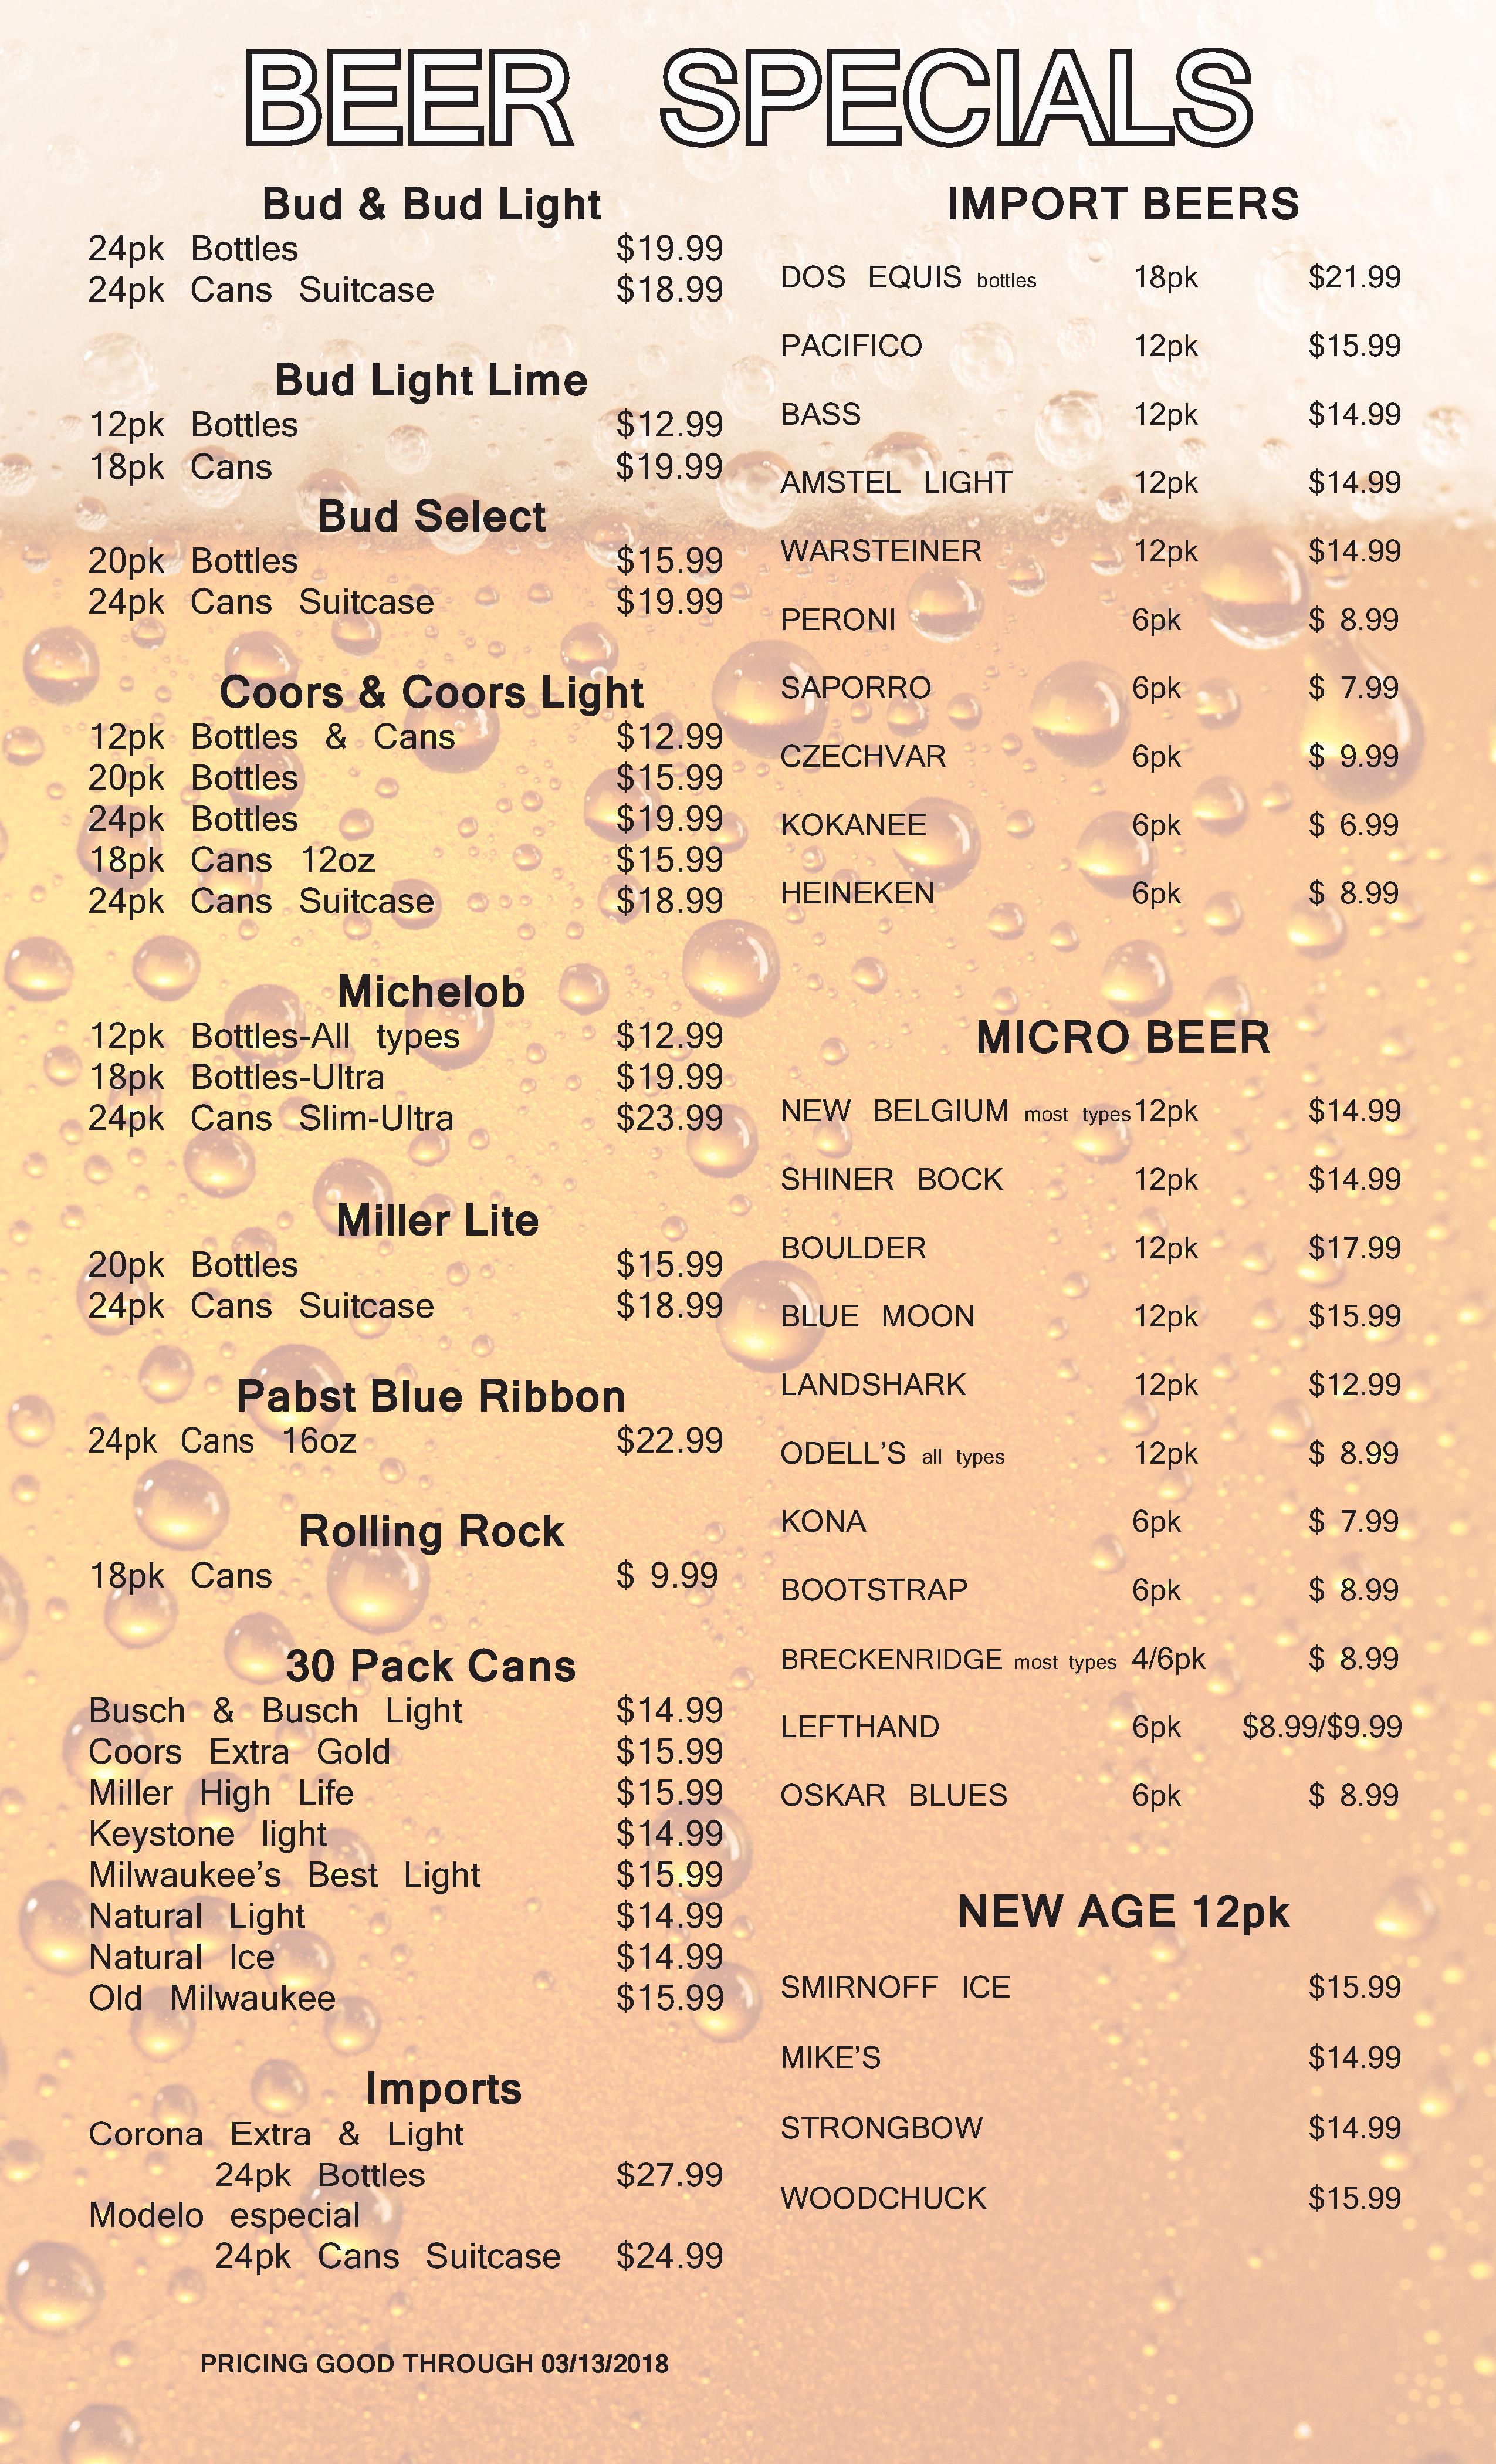 BEER SPECIALS
Bud & Bud Light
24pk Bottles $19.99
24pk Cans Suitcase $18.99
Bud Light Lime
12pk Bottles $12.99
18pk Cans $19.99
Bud Select
20pk Bottles $15.99
24pk Cans Suitcase $19.99
Coors & Coors Light
12pk Bottles & Cans $12.99
20pk Bottles $15.99
24pk Bottles $19.99
18pk Cans 12oz $15.99
24pk Cans Suitcase $18.99
Michelob
12pk Bottles-All types $12.99
18pk Bottles-Ultra $19.99
24pk Cans Slim-Ultra $23.99
Miller Lite
20pk Bottles $15.99
24pk Cans Suitcase $18.99
Pabst Blue Ribbon
24pk Cans 16oz $22.99
Rolling Rock
18pk Cans $ 9.99
30 Pack Cans
Busch & Busch Light $14.99
Coors Extra Gold $15.99
Miller High Life $15.99
Keystone light $14.99
Milwaukee's Best Light $15.99
Natural Light $14.99
Natural Ice $14.99
Old Milwaukee $15.99
Imports
Corona Extra & Light
24pk Bottles $27.99
Modelo especial
24pk Cans Suitcase $24.99
PRICING GOOD THROUGH 03/13/2018
IMPORT BEERS
DOS EQUIS bottles 18pk $21.99
PACIFICO 12pk $15.99
BASS 12pk $14.99
AMSTEL LIGHT 12pk $14.99
WARSTEINER 12pk $14.99
PERONI 6pk $ 8.99
SAPORRO 6pk $ 7.99
CZECHVAR 6pk $ 9.99
KOKANEE 6pk $ 6.99
HEINEKEN 6pk $ 8.99
MICRO BEER
NEW BELGIUM most types 12pk $14.99
SHINER BOCK 12pk $14.99
BOULDER 12pk $17.99
BLUE MOON 12pk $15.99
LANDSHARK 12pk $12.99
ODELL'S all types 12pk $ 8.99
KONA 6pk $ 7.99
BOOTSTRAP 6pk $ 8.99
BRECKENRIDGE most types 4/6pk $ 8.99
LEFTHAND 6pk $8.99/$9.99
OSKAR BLUES 6pk $ 8.99
NEW AGE 12pk
SMIRNOFF ICE $15.99
MIKE'S $14.99
STRONGBOW $14.99
WOODCHUCK $15.99